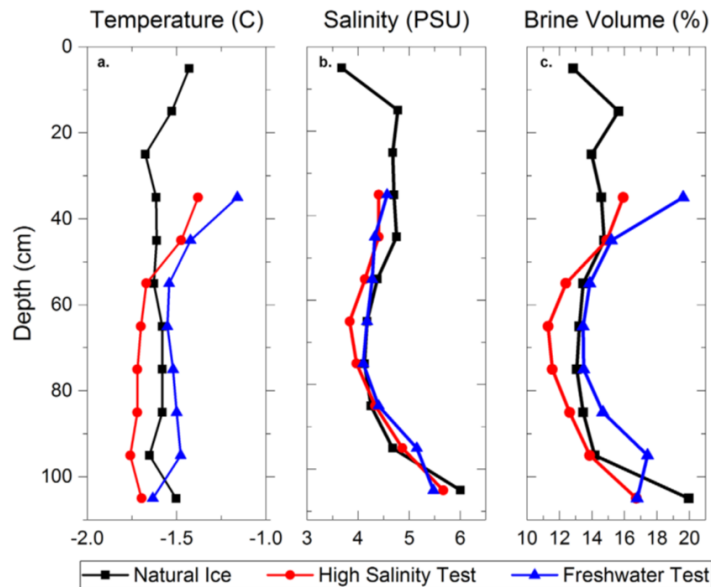 Temperature (C) Salinity (PSU) Brine Volume (%)
a. b. c.
0
20
40
60
80
100
Depth (cm)
-2.0 -1.5 -1.0 3 4 5 6 10 12 14 16 18 20
Natural Ice High Salinity Test Freshwater Test